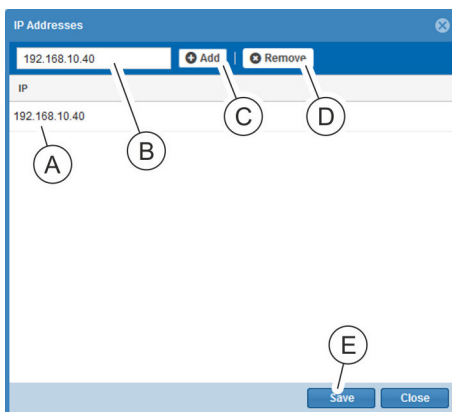 IP Addresses
192.168.10.40 Add Remove
IP
192.168.10.40
C D
A B
E
Save Close